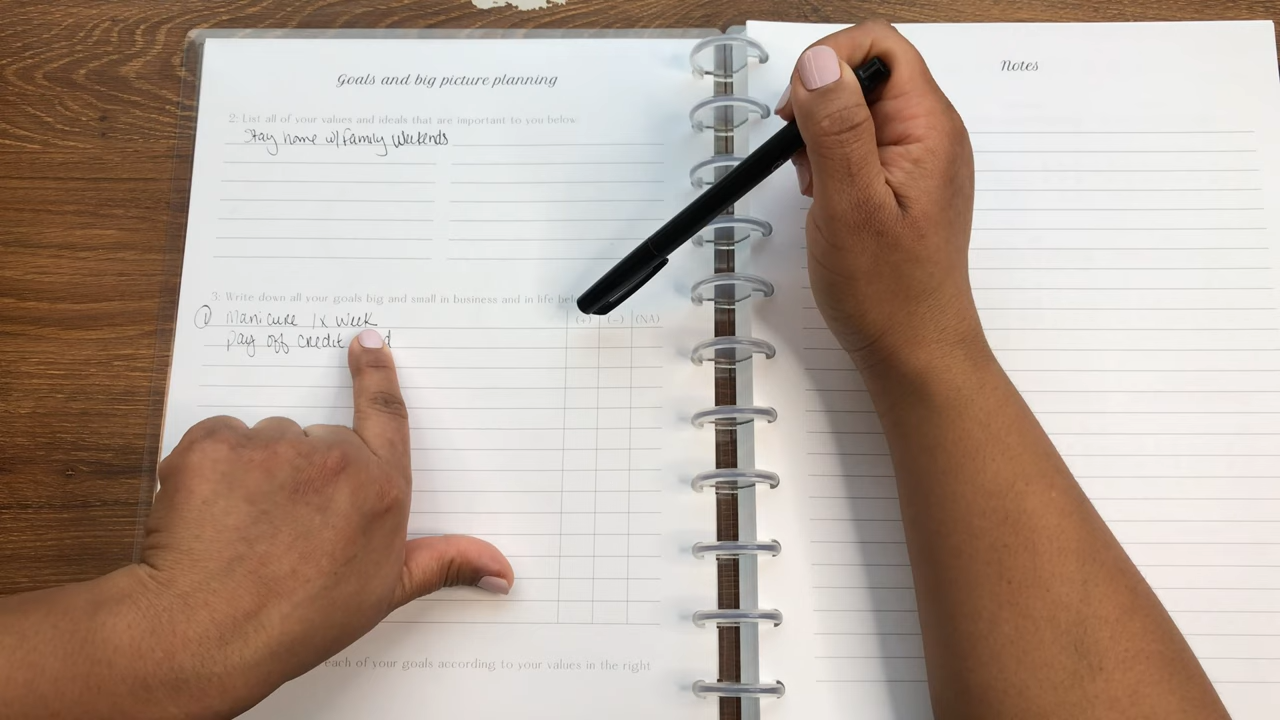 Goals and big picture planning
2: List all of your values and ideals that are important to you below:
Stay home w/family weekends
3: Write down all your goals big and small in business and in life
(+) (−) (NA)
① Manicure 1x week
pay off credit
each of your goals according to your values in the right
Notes